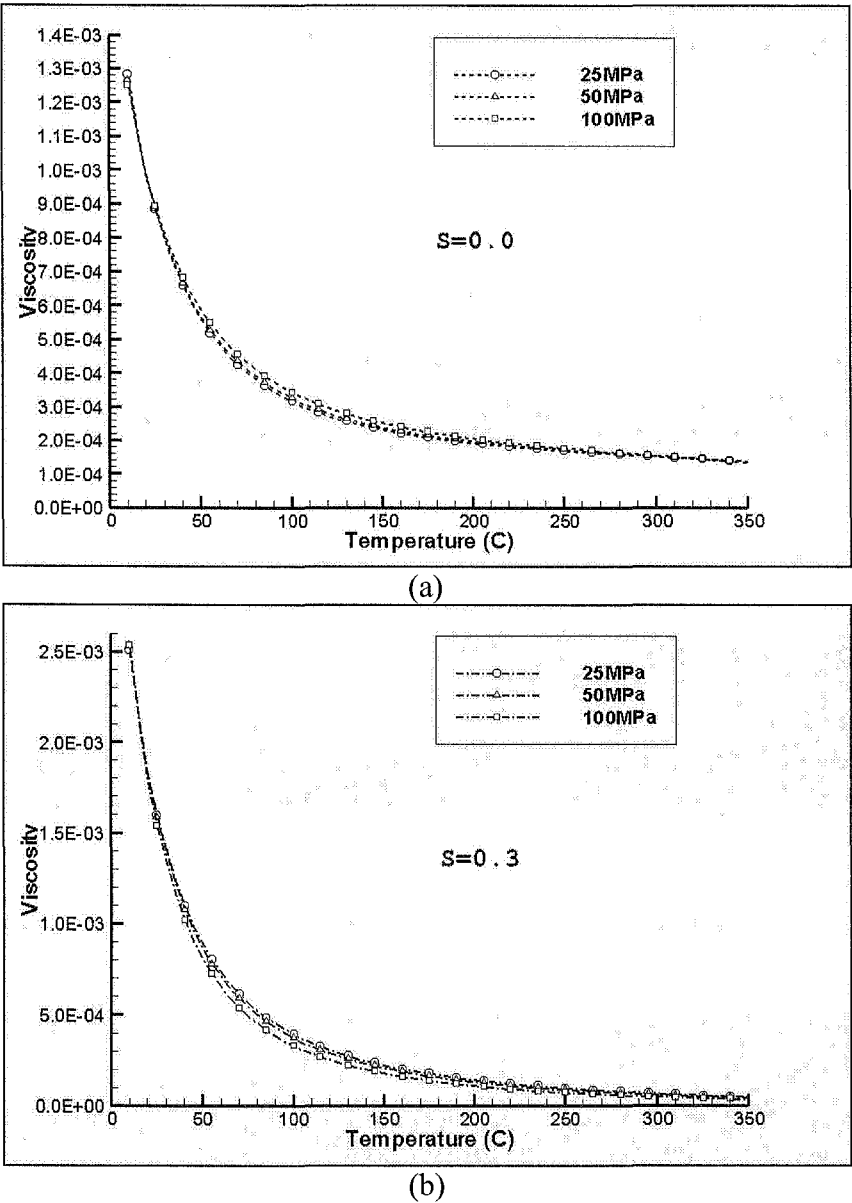 1.4E-03
1.3E-03
1.2E-03
1.1E-03
1.0E-03
9.0E-04
8.0E-04
7.0E-04
6.0E-04
5.0E-04
4.0E-04
3.0E-04
2.0E-04
1.0E-04
0.0E+00
Viscosity
25MPa
50MPa
100MPa
S=0.0
0 50 100 150 200 250 300 350
Temperature (C)
(a)
2.5E-03
2.0E-03
1.5E-03
1.0E-03
5.0E-04
0.0E+00
Viscosity
25MPa
50MPa
100MPa
S=0.3
0 50 100 150 200 250 300 350
Temperature (C)
(b)